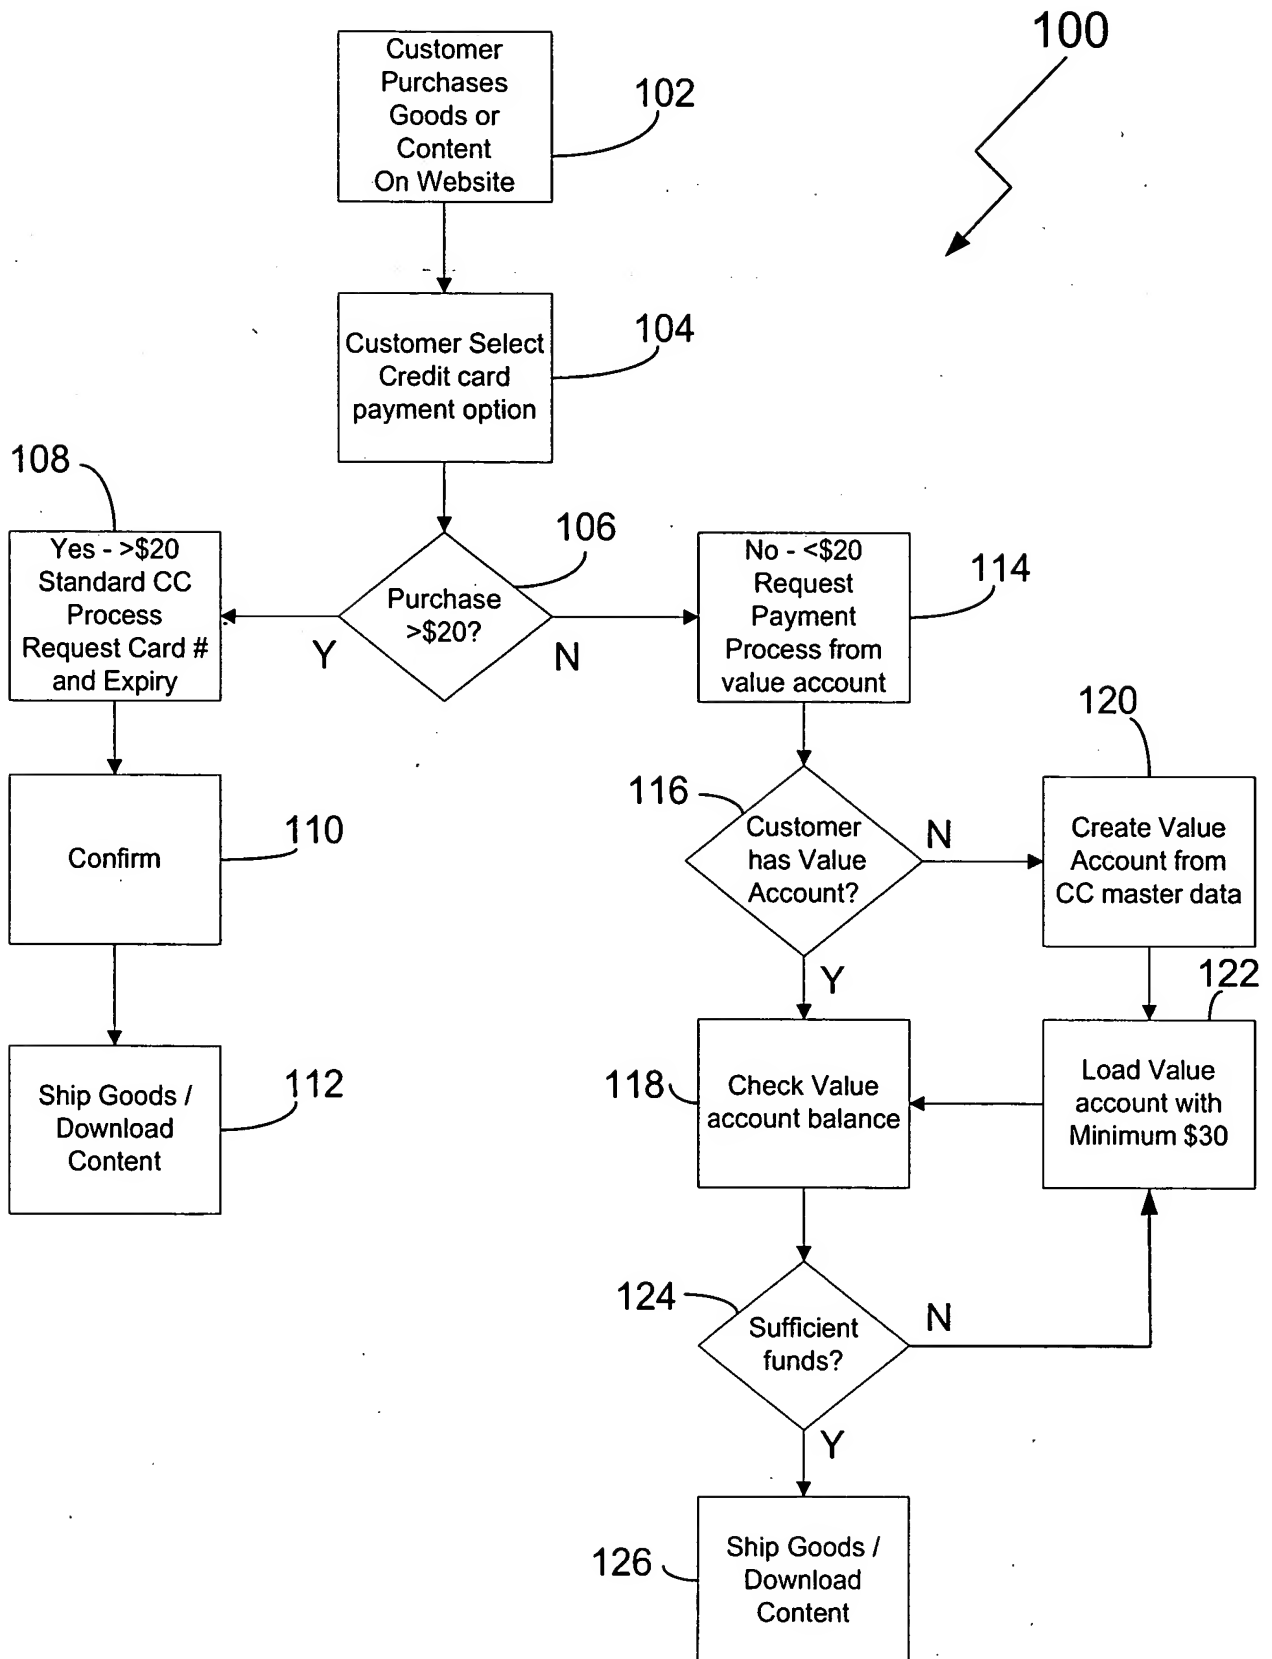 100
Customer
Purchases
Goods or
Content
On Website
102
Customer Select
Credit card
payment option
104
108
Yes - >$20
Standard CC
Process
Request Card #
and Expiry
106
Purchase
>$20?
Y
N
No - <$20
Request
Payment
Process from
value account
114
Confirm
110
116
Customer
has Value
Account?
N
Y
120
Create Value
Account from
CC master data
122
Load Value
account with
Minimum $30
118
Check Value
account balance
Ship Goods /
Download
Content
112
124
Sufficient
funds?
N
Y
126
Ship Goods /
Download
Content